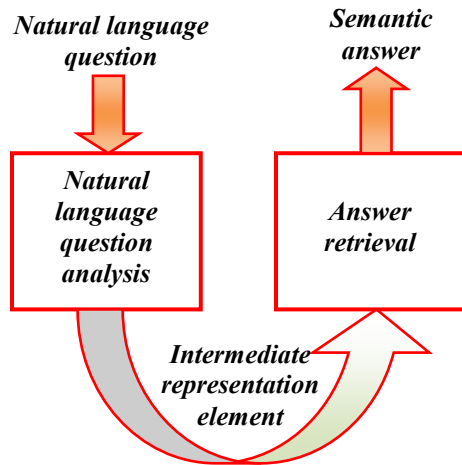 Natural language
question
Semantic
answer
Natural
language
question
analysis
Answer
retrieval
Intermediate
representation
element